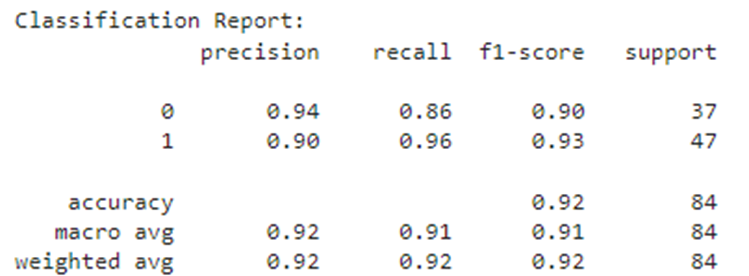 Classification Report:
precision recall f1-score support
0 0.94 0.86 0.90 37
1 0.90 0.96 0.93 47
accuracy 0.92 84
macro avg 0.92 0.91 0.91 84
weighted avg 0.92 0.92 0.92 84